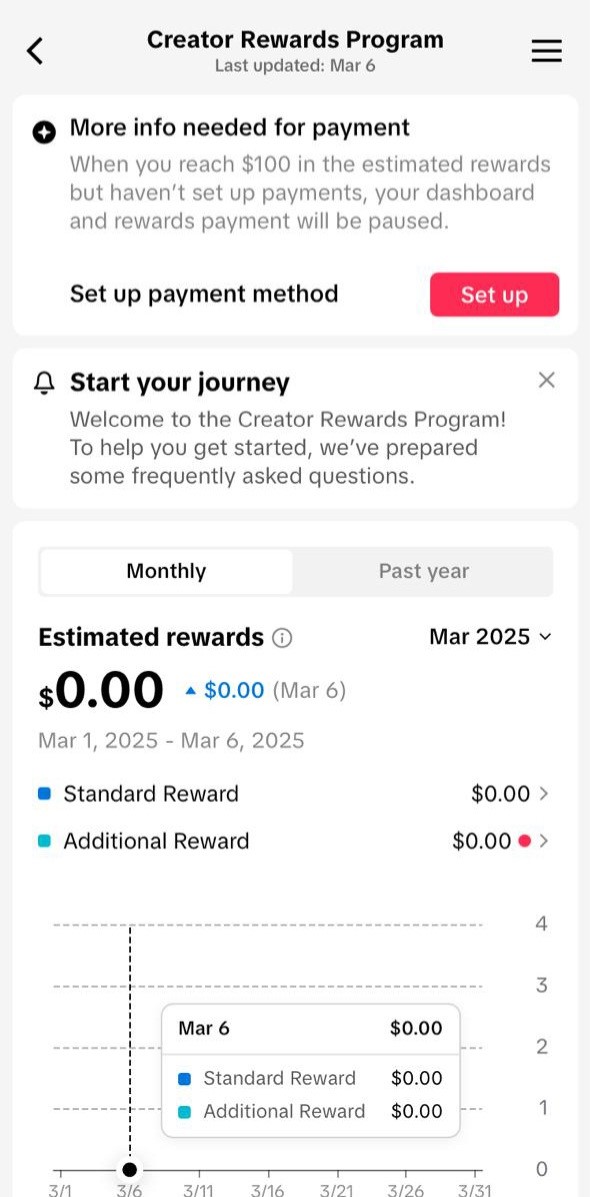 Creator Rewards Program
Last updated: Mar 6
More info needed for payment
When you reach $100 in the estimated rewards
but haven't set up payments, your dashboard
and rewards payment will be paused.
Set up payment method
Set up
Start your journey
Welcome to the Creator Rewards Program!
To help you get started, we've prepared
some frequently asked questions.
Monthly
Past year
Estimated rewards
Mar 2025
$0.00 $0.00 (Mar 6)
Mar 1, 2025 - Mar 6, 2025
Standard Reward $0.00
Additional Reward $0.00
4
3
Mar 6 $0.00
2
Standard Reward $0.00
1
Additional Reward $0.00
0
3/1 3/6 3/11 3/16 3/21 3/26 3/31